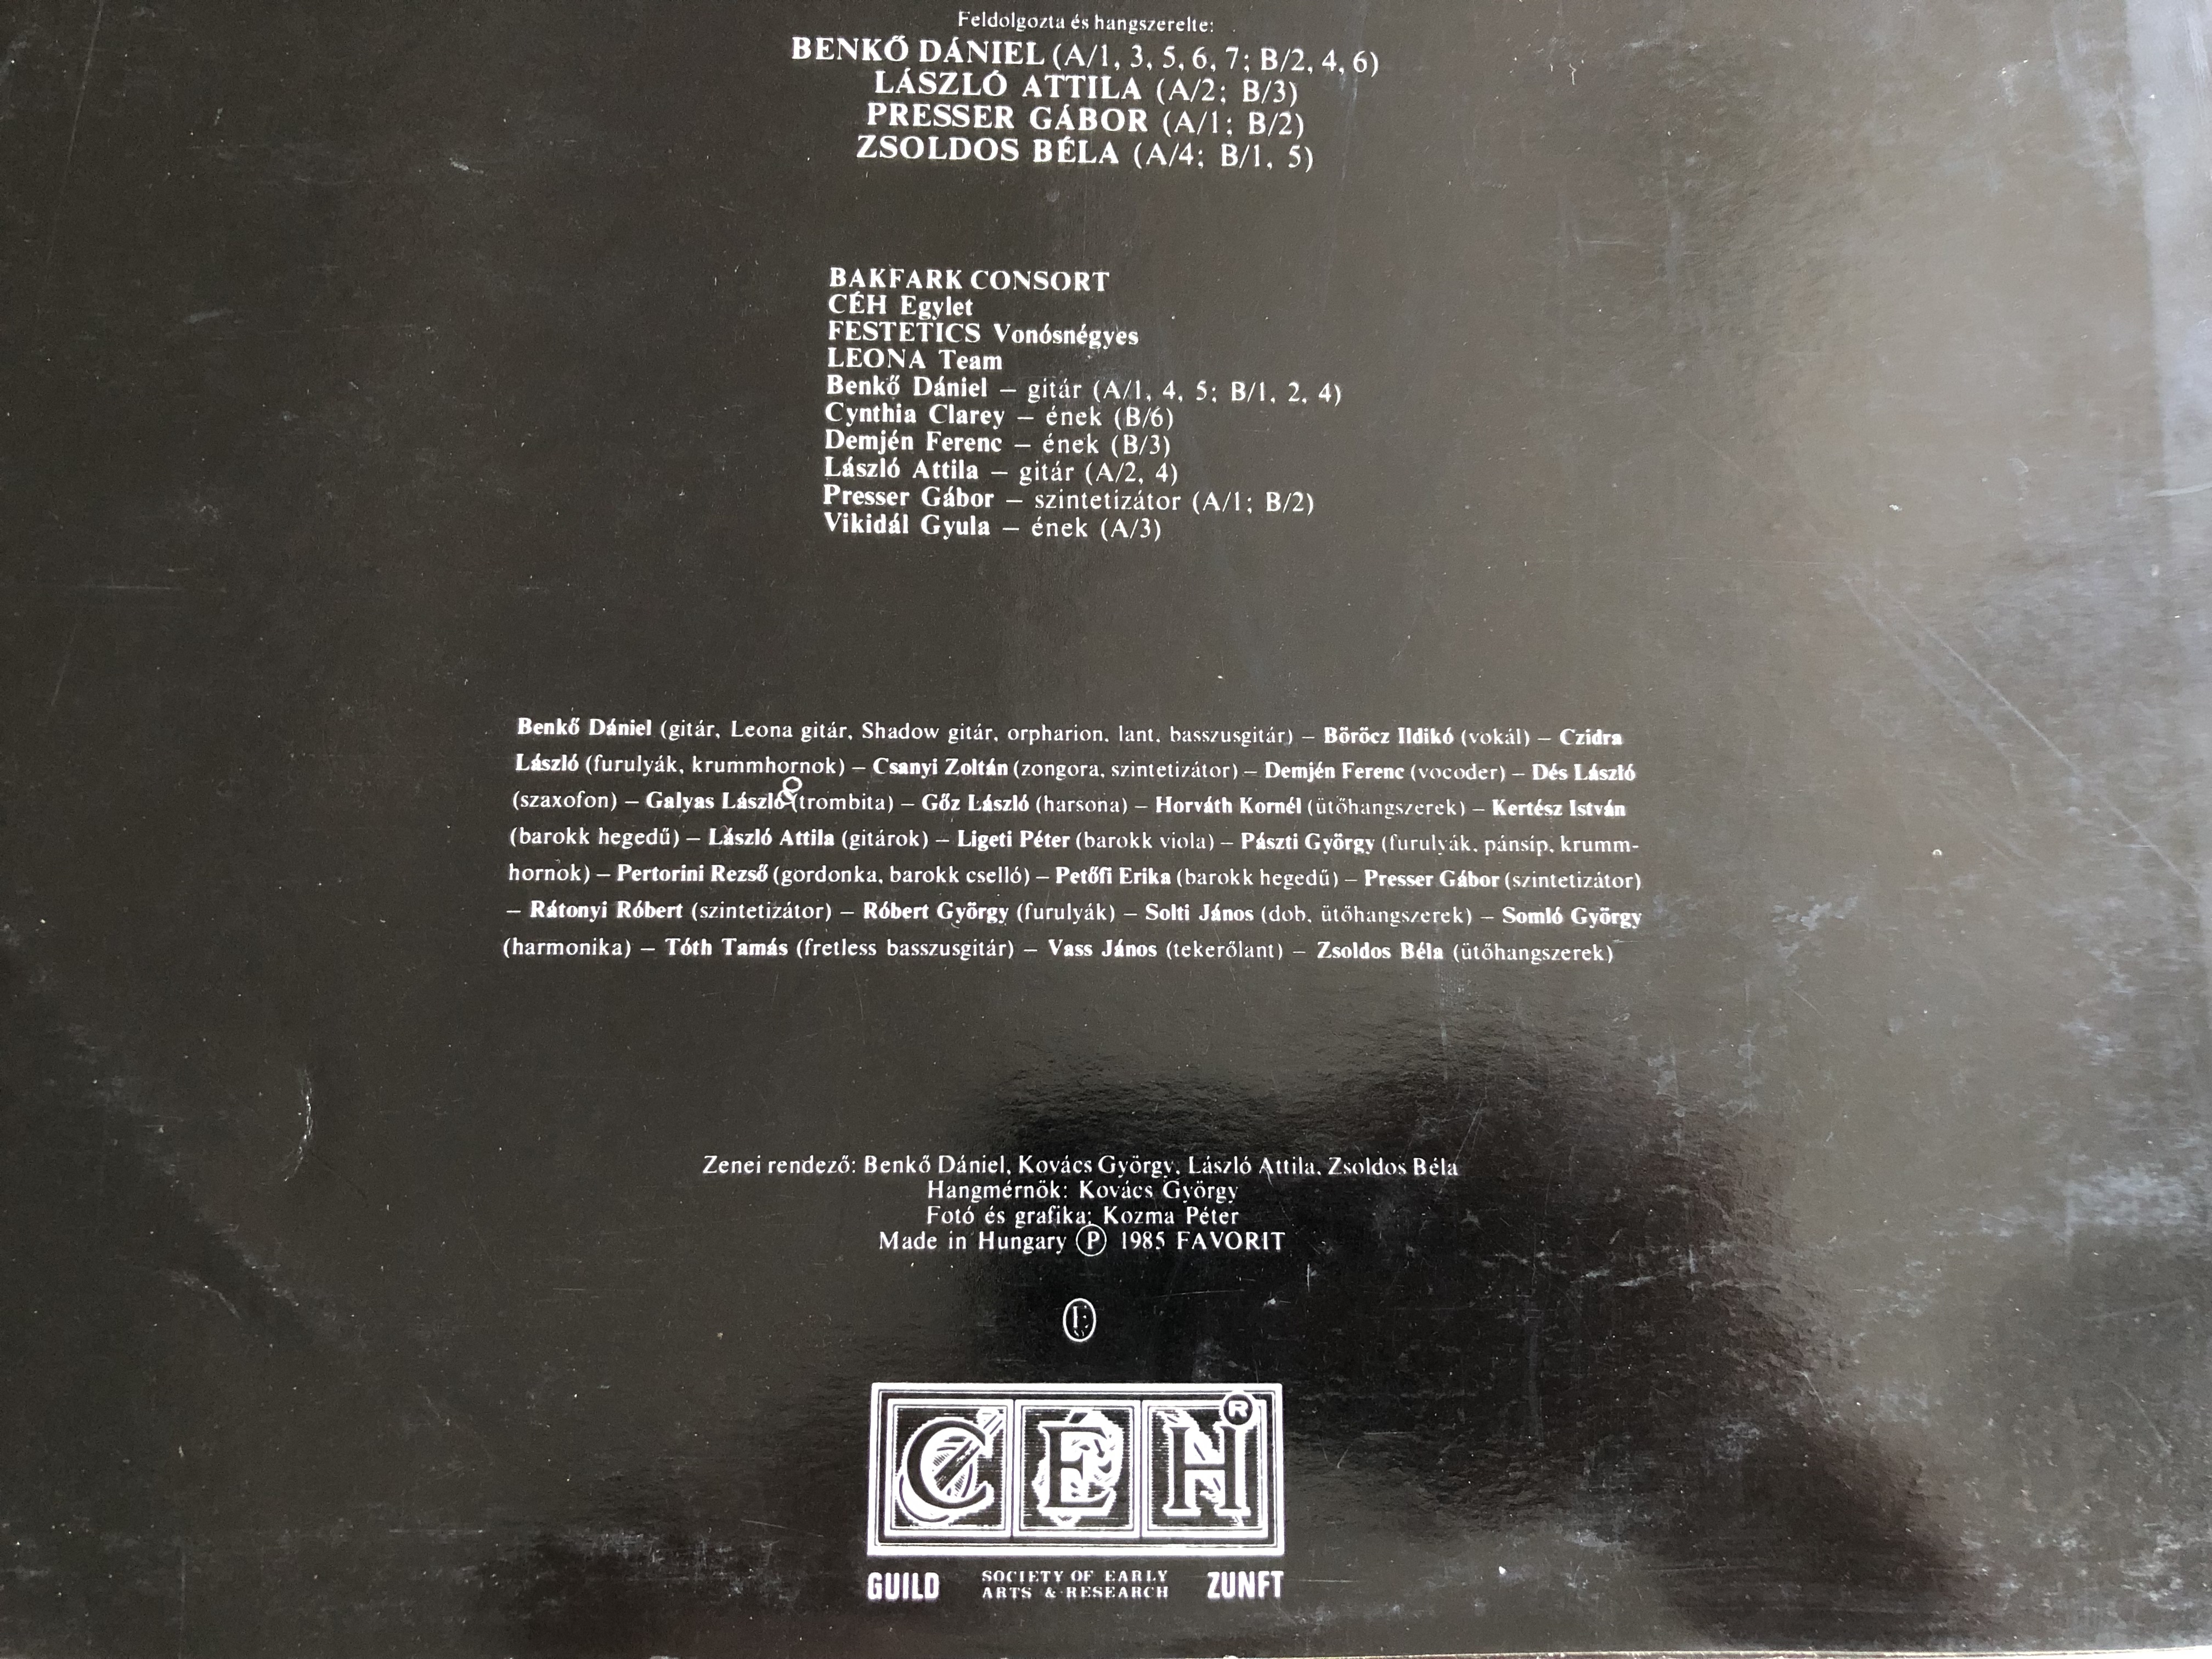 Feldolgozta és hangszerelte:
BENKŐ DÁNIEL (A/1, 3, 5, 6, 7; B/2, 4, 6)
LÁSZLÓ ATTILA (A/2; B/3)
PRESSER GÁBOR (A/1; B/2)
ZSOLDOS BÉLA (A/4; B/1, 5)
BAKFARK CONSORT
CÉH Egylet
FESTETICS Vonósnégyes
LEONA Team
Benkő Dániel – gitár (A/1, 4, 5; B/1, 2, 4)
Cynthia Clarey – ének (B/6)
Demjén Ferenc – ének (B/3)
László Attila – gitár (A/2, 4)
Presser Gábor – szintetizátor (A/1; B/2)
Vikidál Gyula – ének (A/3)
Benkő Dániel (gitár, Leona gitár, Shadow gitár, orpharion, lant, basszusgitár) – Böröcz Ildikó (vokál) – Czidra
László (furulyák, krummhornok) – Csanyi Zoltán (zongora, szintetizátor) – Demjén Ferenc (vocoder) – Dés László
(szaxofon) – Galyas László (trombita) – Gőz László (harsona) – Horváth Kornél (ütőhangszerek) – Kertész István
(barokk hegedű) – László Attila (gitárok) – Ligeti Péter (barokk viola) – Pászti György (furulyák, pánsíp, krumm-
hornok) – Pertorini Rezső (gordonka, barokk cselló) – Petőfi Erika (barokk hegedű) – Presser Gábor (szintetizátor)
– Rátonyi Róbert (szintetizátor) – Róbert György (furulyák) – Solti János (dob, ütőhangszerek) – Somló György
(harmonika) – Tóth Tamás (fretless basszusgitár) – Vass János (tekerőlant) – Zsoldos Béla (ütőhangszerek)
Zenei rendező: Benkő Dániel, Kovács György, László Attila, Zsoldos Béla
Hangmérnök: Kovács György
Fotó és grafika: Kozma Péter
Made in Hungary Ⓟ 1985 FAVORIT
CÉH ®
GUILD SOCIETY OF EARLY ZUNFT
ARTS & RESEARCH